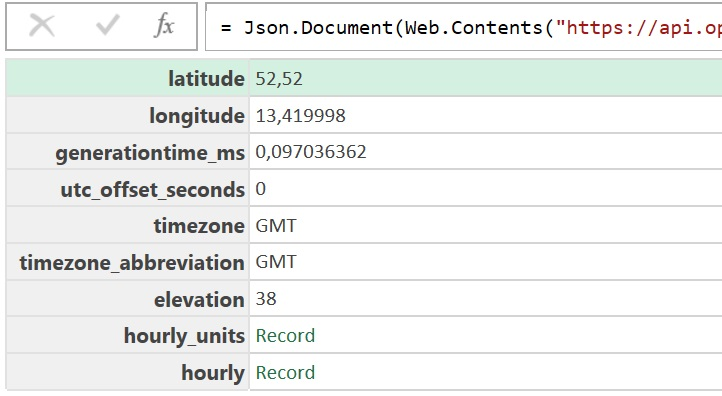 fx = Json.Document(Web.Contents("https://api.op
latitude 52,52
longitude 13,419998
generationtime_ms 0,097036362
utc_offset_seconds 0
timezone GMT
timezone_abbreviation GMT
elevation 38
hourly_units Record
hourly Record